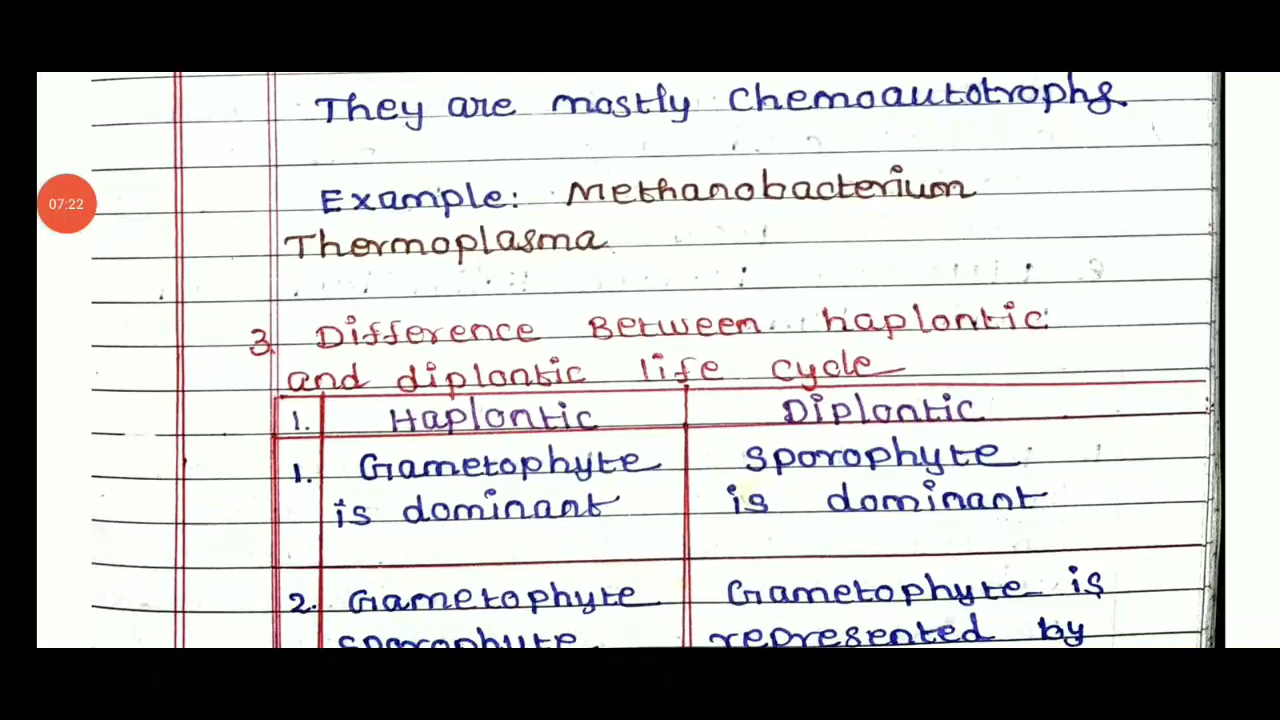 They are mostly chemoautotrophs
07:22
Example: Methanobacterium
Thermoplasma
3. Difference Between haplontic
and diplontic life cycle
1. Haplontic Diplontic
1. Gametophyte Sporophyte
is dominant is dominant
2. Gametophyte Gametophyte is
sporophyte represented by